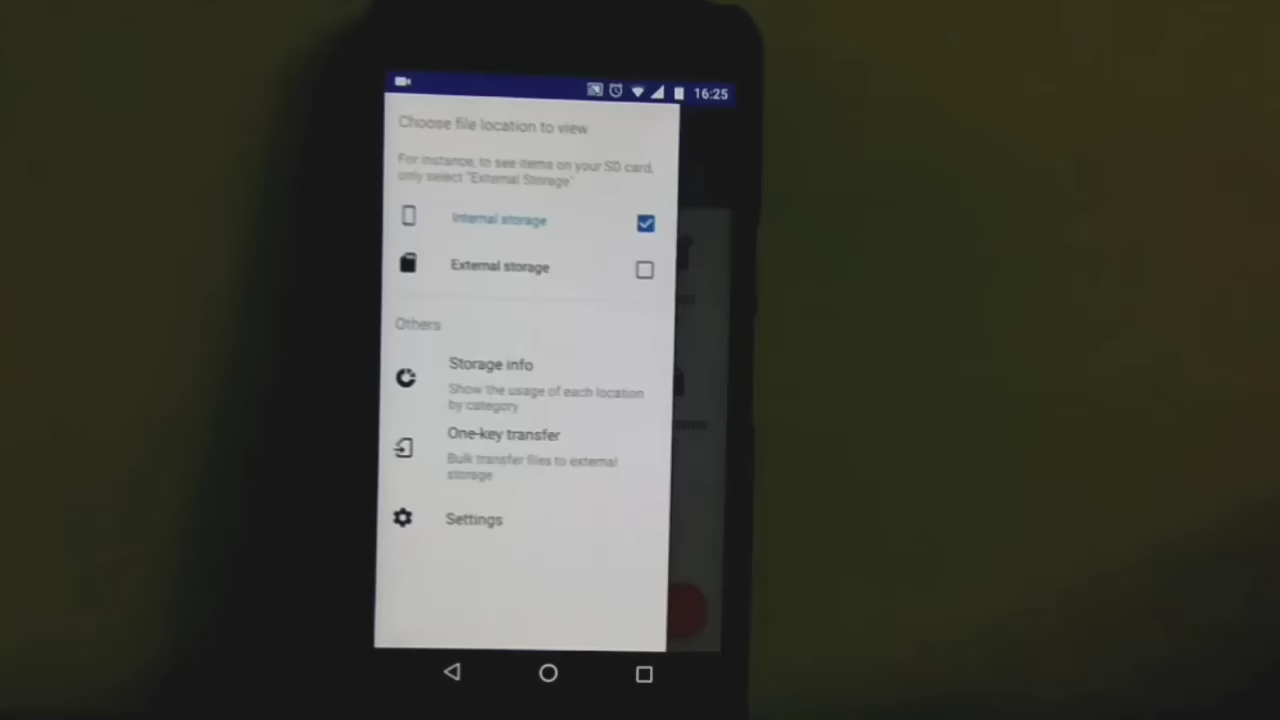 16:25
Choose file location to view
For instance, to see items on your SD card,
only select "External Storage"
Internal storage
External storage
Others
Storage info
Show the usage of each location
by category
One-key transfer
Bulk transfer files to external
storage
Settings